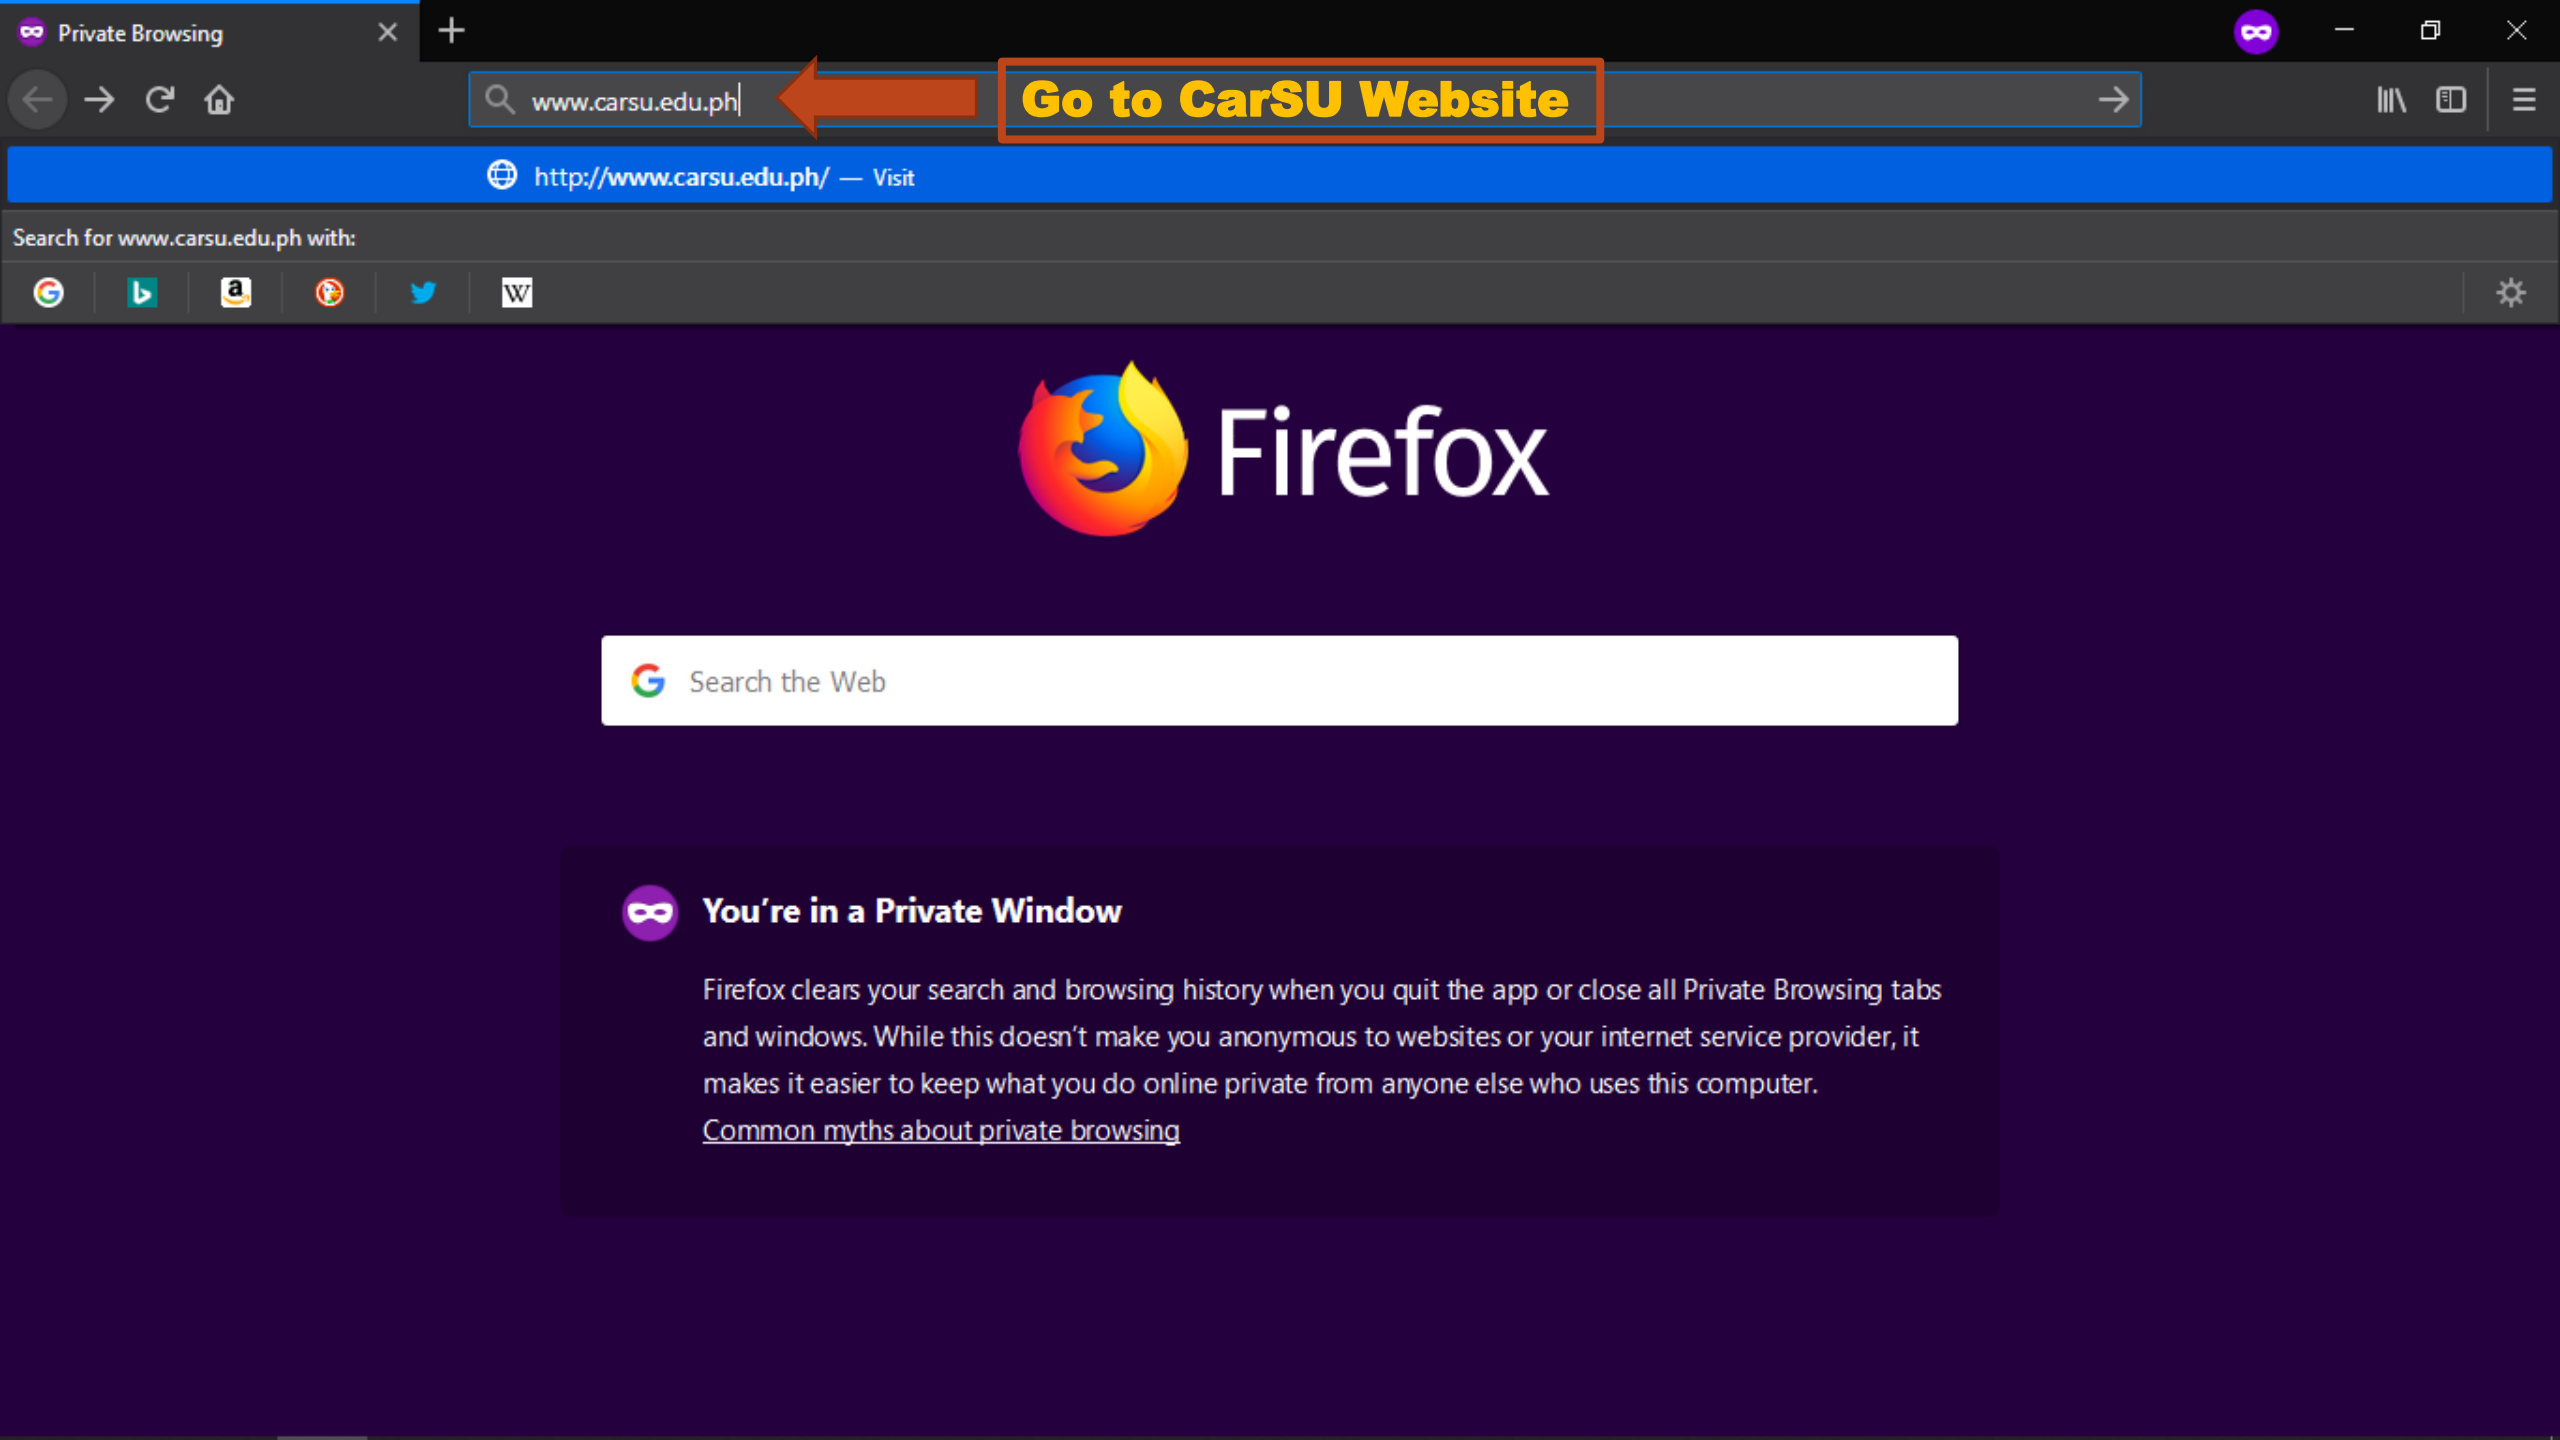 Private Browsing
www.carsu.edu.ph
Go to CarSU Website
http://www.carsu.edu.ph/ — Visit
Search for www.carsu.edu.ph with:
Firefox
Search the Web
You’re in a Private Window
Firefox clears your search and browsing history when you quit the app or close all Private Browsing tabs
and windows. While this doesn’t make you anonymous to websites or your internet service provider, it
makes it easier to keep what you do online private from anyone else who uses this computer.
Common myths about private browsing